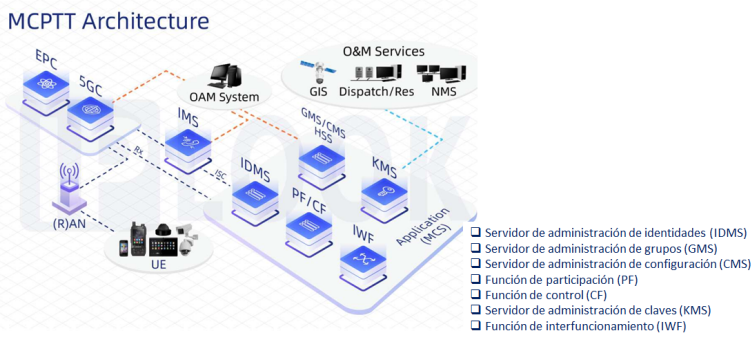 MCPTT Architecture
EPC
5GC
OAM System
O&M Services
GIS
Dispatch/Res
NMS
IMS
GMS/CMS
HSS
KMS
Rx
ISC
IDMS
PF/CF
IWF
Application
(MCS)
(R)AN
UE
IPLOOK
Servidor de administración de identidades (IDMS)
Servidor de administración de grupos (GMS)
Servidor de administración de configuración (CMS)
Función de participación (PF)
Función de control (CF)
Servidor de administración de claves (KMS)
Función de interfuncionamiento (IWF)